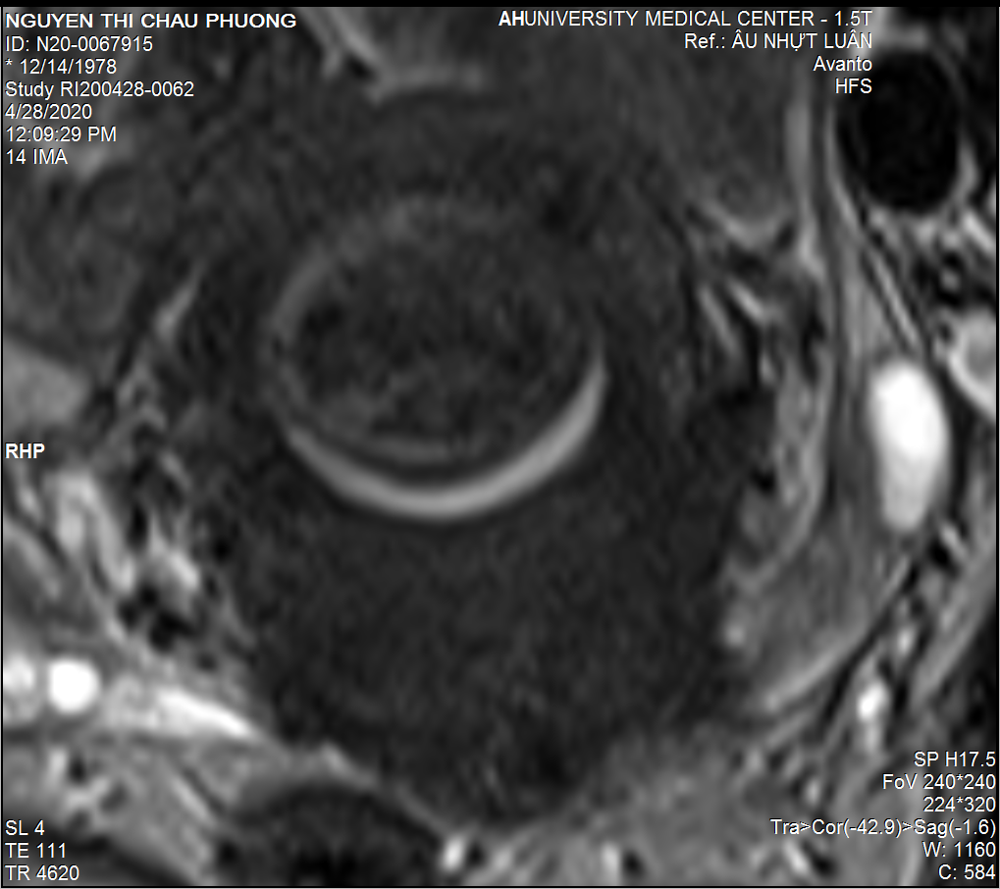 NGUYEN THI CHAU PHUONG
ID: N20-0067915
* 12/14/1978
Study RI200428-0062
4/28/2020
12:09:29 PM
14 IMA
AHUNIVERSITY MEDICAL CENTER - 1.5T
Ref.: ÂU NHỰT LUÂN
Avanto
HFS
RHP
SL 4
TE 111
TR 4620
SP H17.5
FoV 240*240
224*320
Tra>Cor(-42.9)>Sag(-1.6)
W: 1160
C: 584